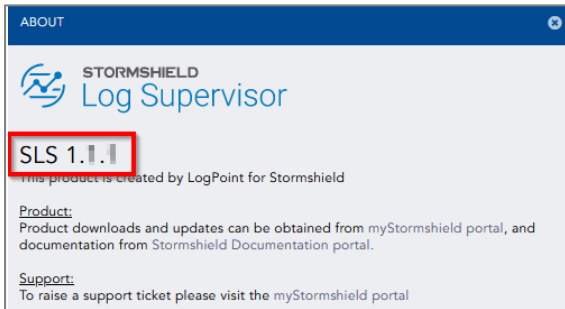 ABOUT
STORMSHIELD
Log Supervisor
SLS 1.
This product is created by LogPoint for Stormshield
Product:
Product downloads and updates can be obtained from myStormshield portal, and
documentation from Stormshield Documentation portal.
Support:
To raise a support ticket please visit the myStormshield portal